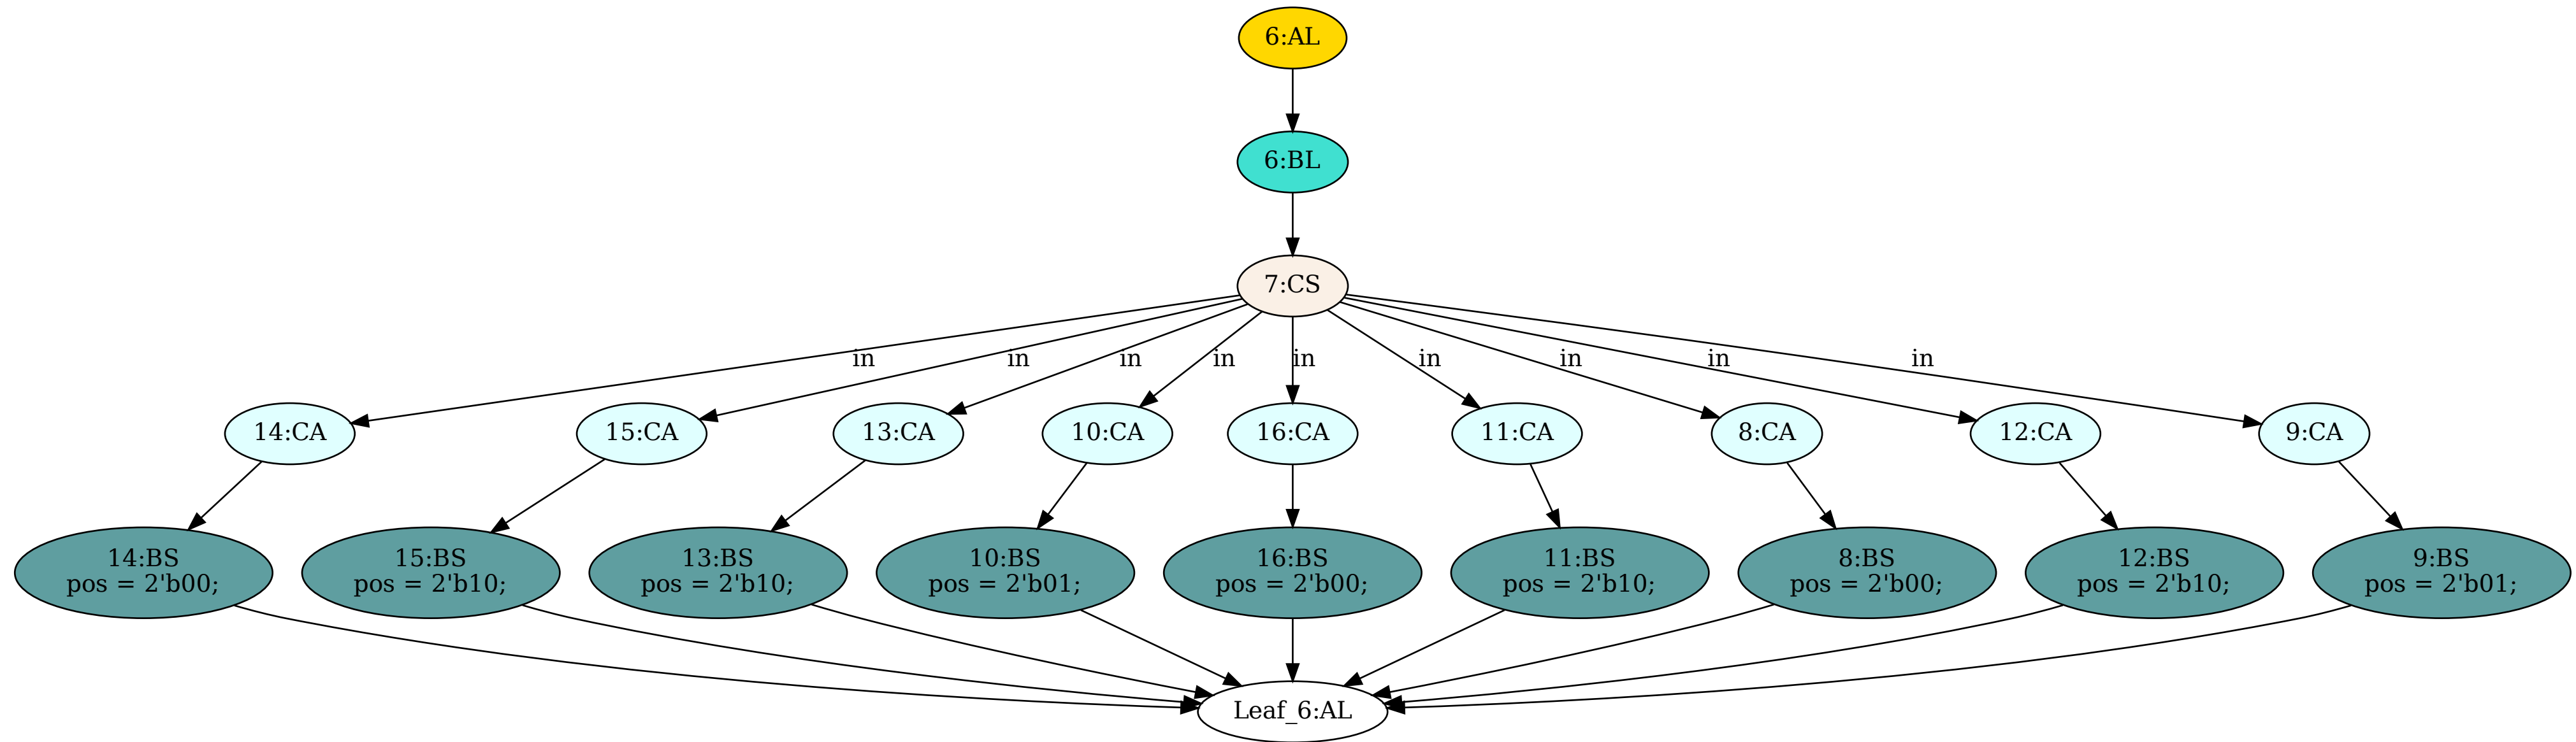 6:AL
6:BL
7:CS
in
in
in
in
in
in
in
in
in
14:CA
15:CA
13:CA
10:CA
16:CA
11:CA
8:CA
12:CA
9:CA
14:BS
pos = 2'b00;
15:BS
pos = 2'b10;
13:BS
pos = 2'b10;
10:BS
pos = 2'b01;
16:BS
pos = 2'b00;
11:BS
pos = 2'b10;
8:BS
pos = 2'b00;
12:BS
pos = 2'b10;
9:BS
pos = 2'b01;
Leaf_6:AL